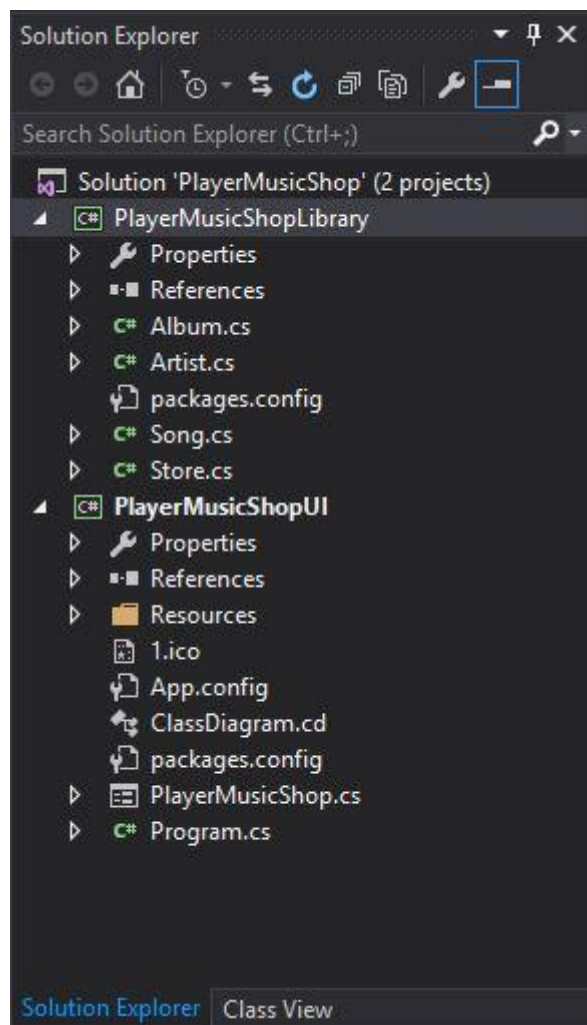 Solution Explorer
Search Solution Explorer (Ctrl+;)
Solution 'PlayerMusicShop' (2 projects)
C# PlayerMusicShopLibrary
Properties
References
C# Album.cs
C# Artist.cs
packages.config
C# Song.cs
C# Store.cs
C# PlayerMusicShopUI
Properties
References
Resources
1.ico
App.config
ClassDiagram.cd
packages.config
PlayerMusicShop.cs
C# Program.cs
Solution Explorer Class View